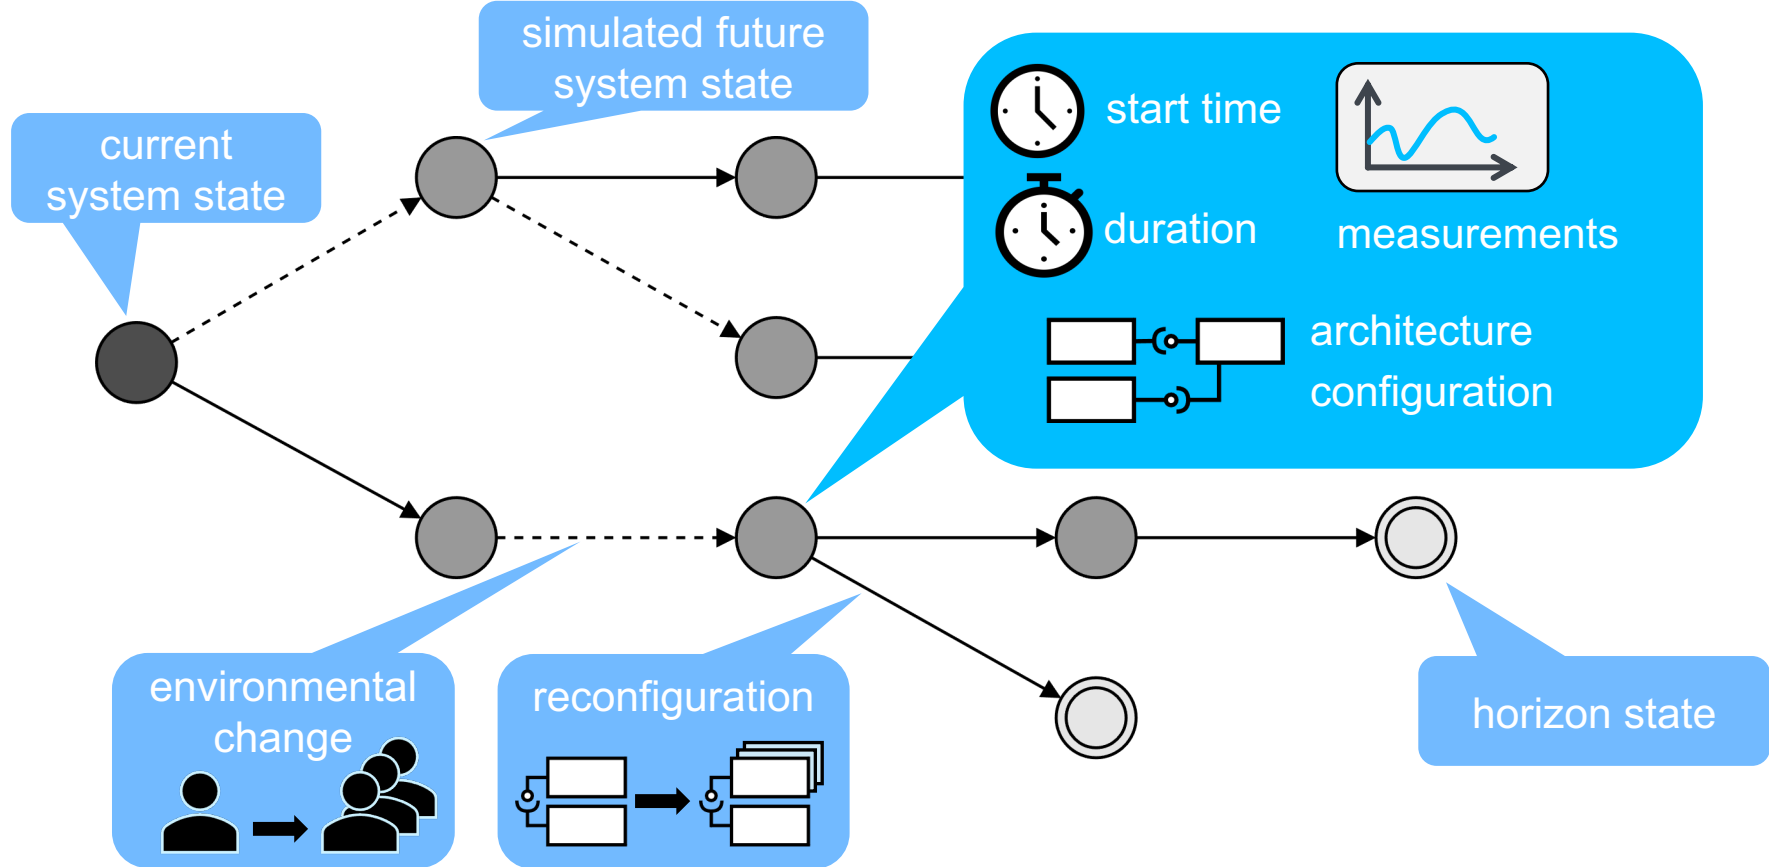 simulated future
system state
current
system state
start time
duration
measurements
architecture
configuration
environmental
change
reconfiguration
horizon state